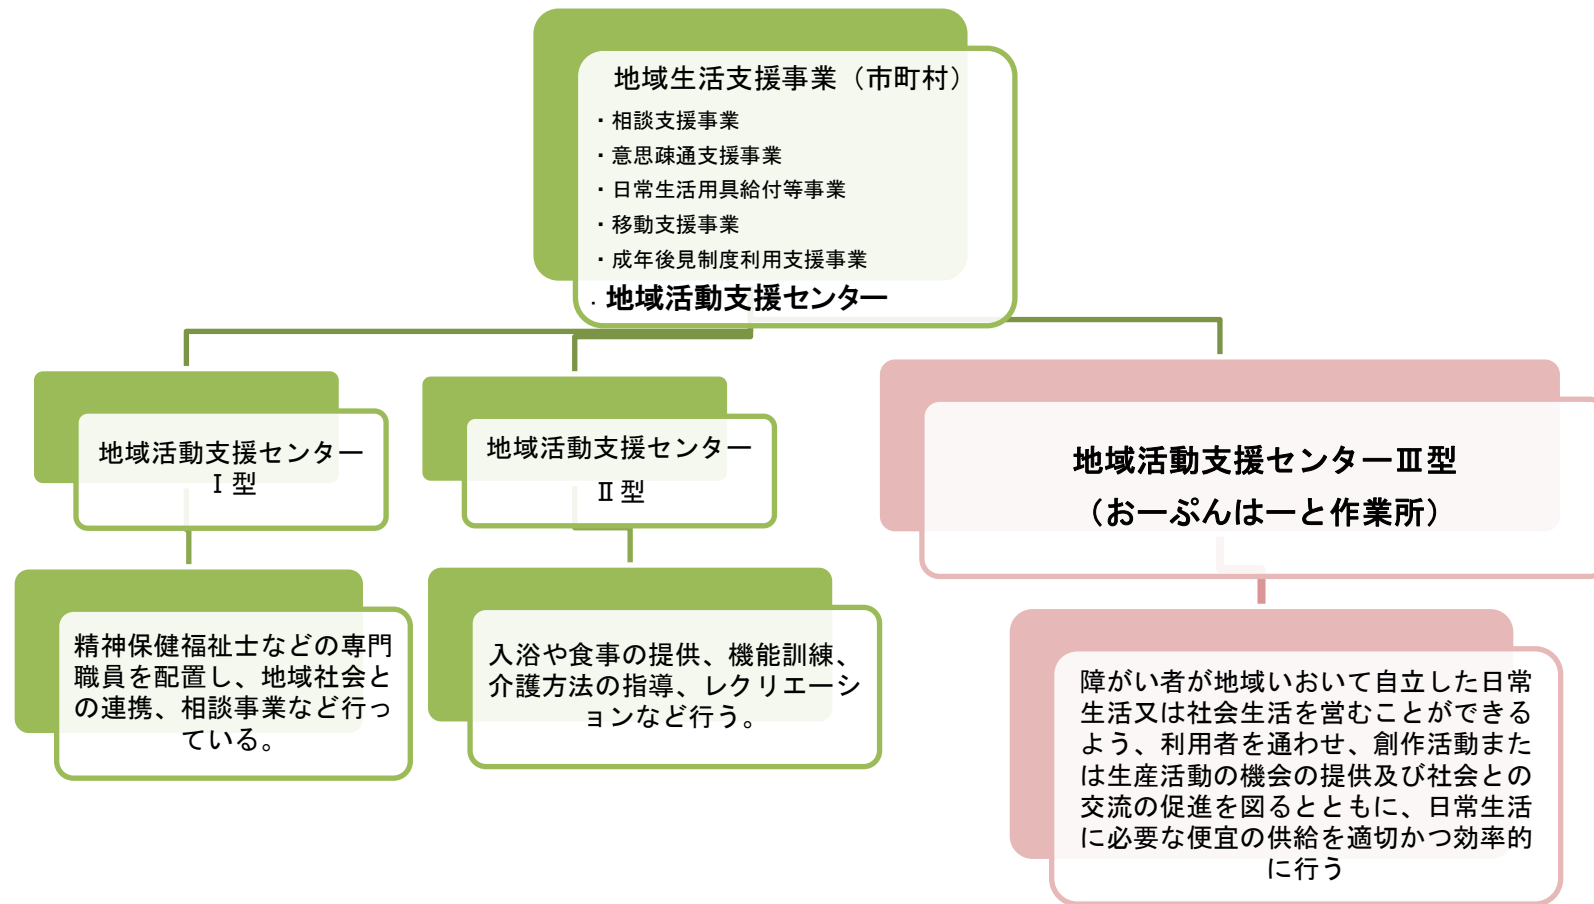 地域生活支援事業（市町村）
・相談支援事業
・意思疎通支援事業
・日常生活用具給付等事業
・移動支援事業
・成年後見制度利用支援事業
・地域活動支援センター
地域活動支援センター
Ⅰ型
地域活動支援センター
Ⅱ型
地域活動支援センターⅢ型
（おーぷんはーと作業所）
精神保健福祉士などの専門
職員を配置し、地域社会と
の連携、相談事業など行っ
ている。
入浴や食事の提供、機能訓練、
介護方法の指導、レクリエーシ
ョンなど行う。
障がい者が地域いおいて自立した日常
生活又は社会生活を営むことができる
よう、利用者を通わせ、創作活動また
は生産活動の機会の提供及び社会との
交流の促進を図るとともに、日常生活
に必要な便宜の供給を適切かつ効率的
に行う